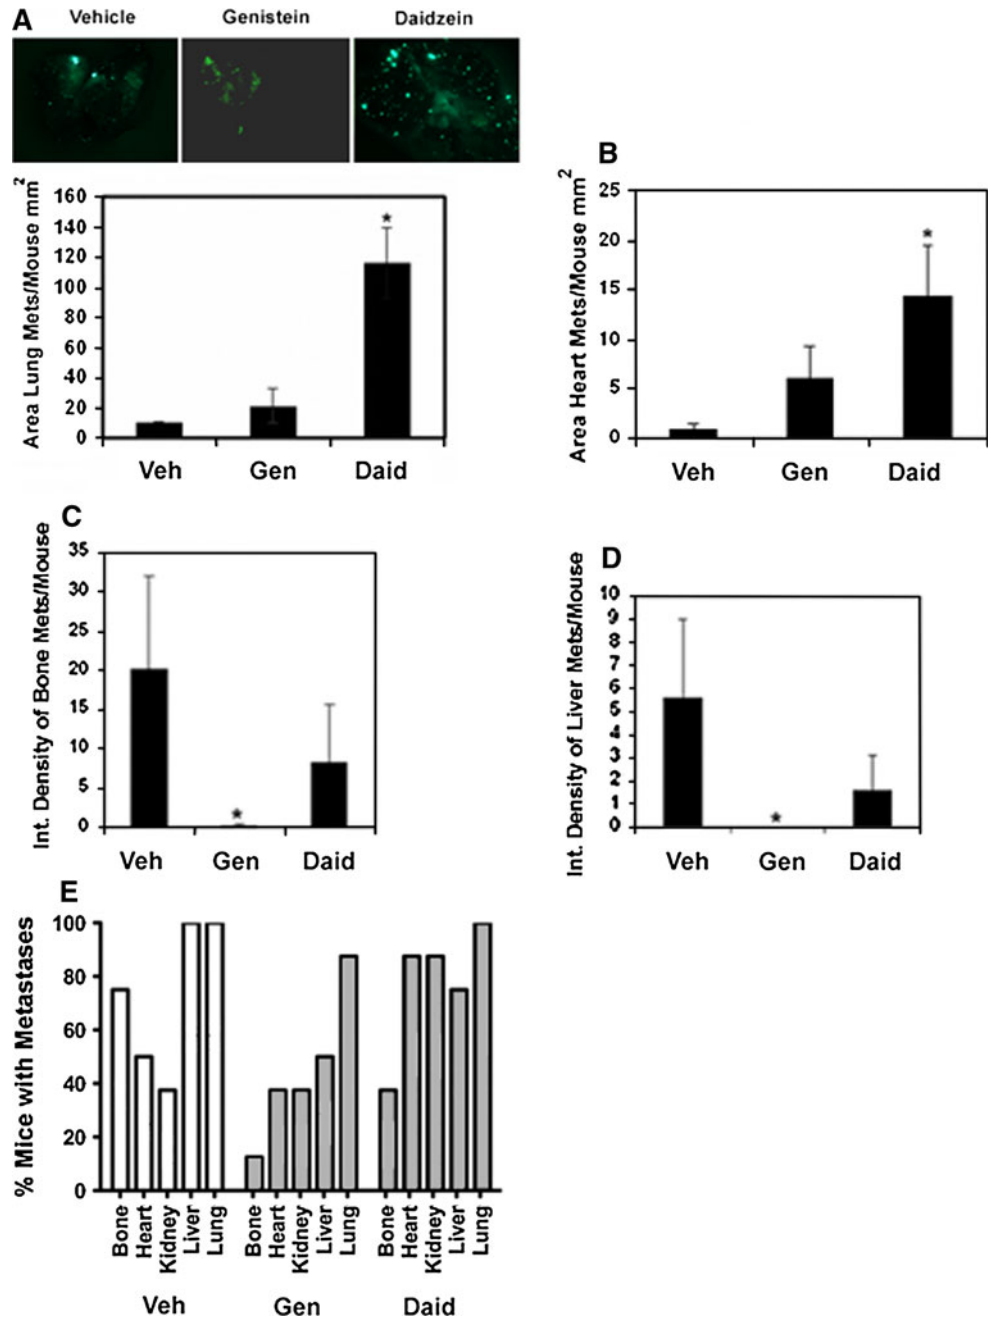 A
Vehicle Genistein Daidzein
Area Lung Mets/Mouse mm2
160
140
120
100
80
60
40
20
0
*
Veh Gen Daid
B
Area Heart Mets/Mouse mm2
25
20
15
10
5
0
*
Veh Gen Daid
C
Int. Density of Bone Mets/Mouse
35
30
25
20
15
10
5
0
*
Veh Gen Daid
D
Int. Density of Liver Mets/Mouse
10
9
8
7
6
5
4
3
2
1
0
*
Veh Gen Daid
E
% Mice with Metastases
100
80
60
40
20
0
Bone Heart Kidney Liver Lung Bone Heart Kidney Liver Lung Bone Heart Kidney Liver Lung
Veh Gen Daid